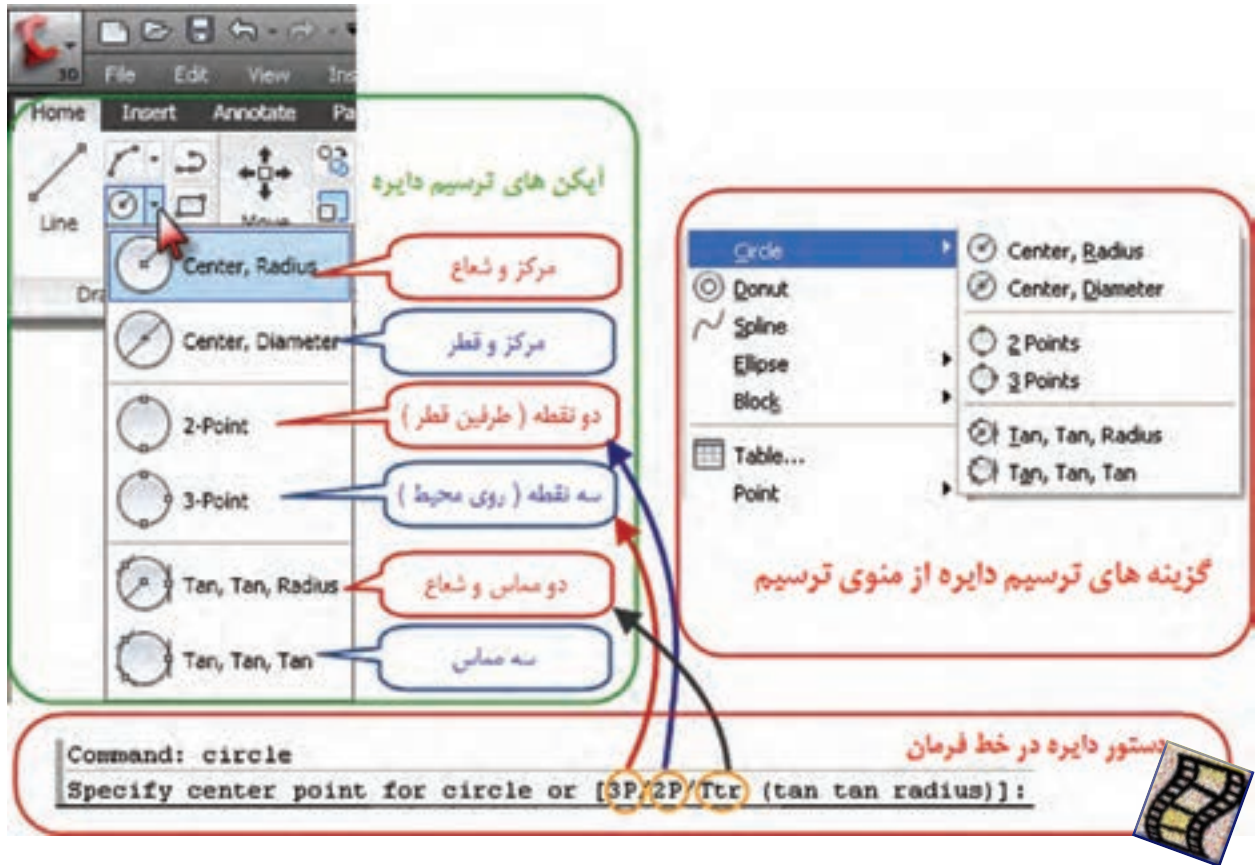 3D
File Edit View Ins
Home Insert Annotate Pa
Line
Move
Dra
آیکن های ترسیم دایره
Center, Radius
مرکز و شعاع
Center, Diameter
مرکز و قطر
2-Point
دو نقطه ( طرفین قطر )
3-Point
سه نقطه ( روی محیط )
Tan, Tan, Radius
دو مماس و شعاع
Tan, Tan, Tan
سه مماس
Circle
Donut
Spline
Ellipse
Block
Table...
Point
Center, Radius
Center, Diameter
2 Points
3 Points
Tan, Tan, Radius
Tan, Tan, Tan
گزینه های ترسیم دایره از منوی ترسیم
دستور دایره در خط فرمان
Command: circle
Specify center point for circle or [3P/2P/Ttr (tan tan radius)]: